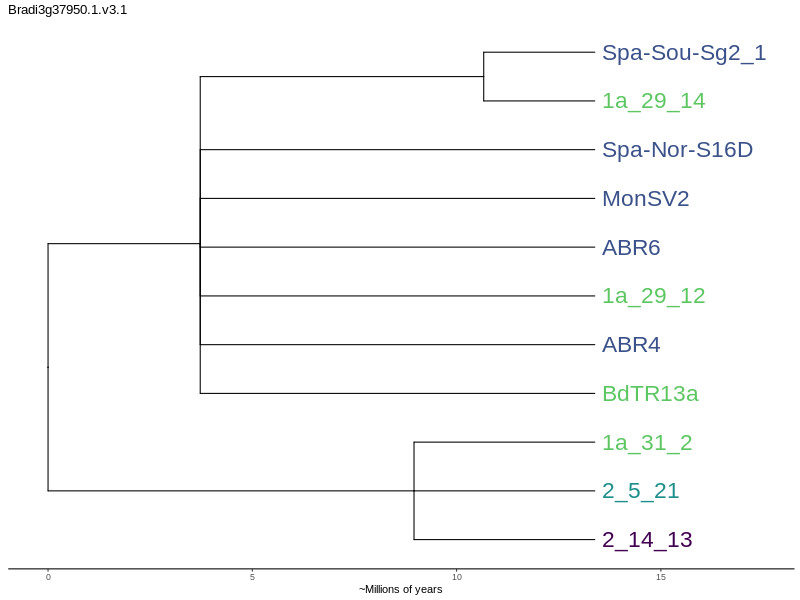 Bradi3g37950.1.v3.1
Spa-Sou-Sg2_1
1a_29_14
Spa-Nor-S16D
MonSV2
ABR6
1a_29_12
ABR4
BdTR13a
1a_31_2
2_5_21
2_14_13
0 5 10 15
~Millions of years